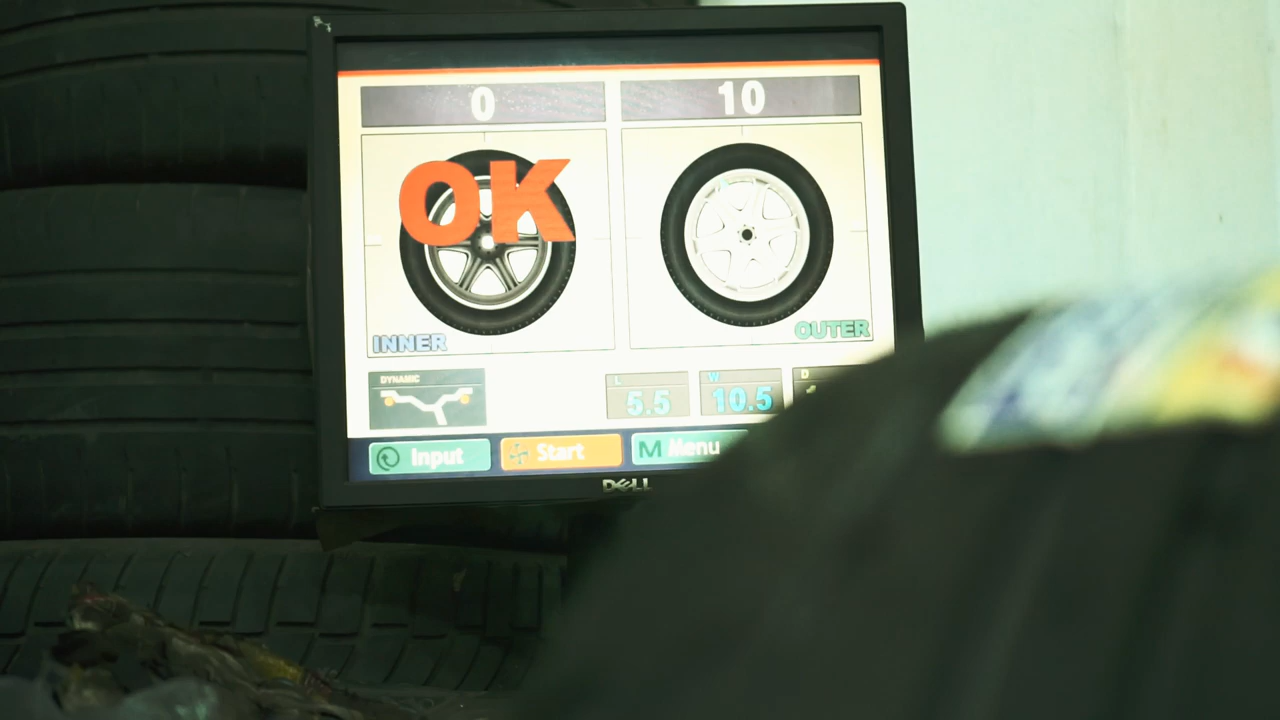 0
10
OK
INNER
OUTER
DYNAMIC
L
W
D
5.5
10.5
Input
Start
M Menu
DELL